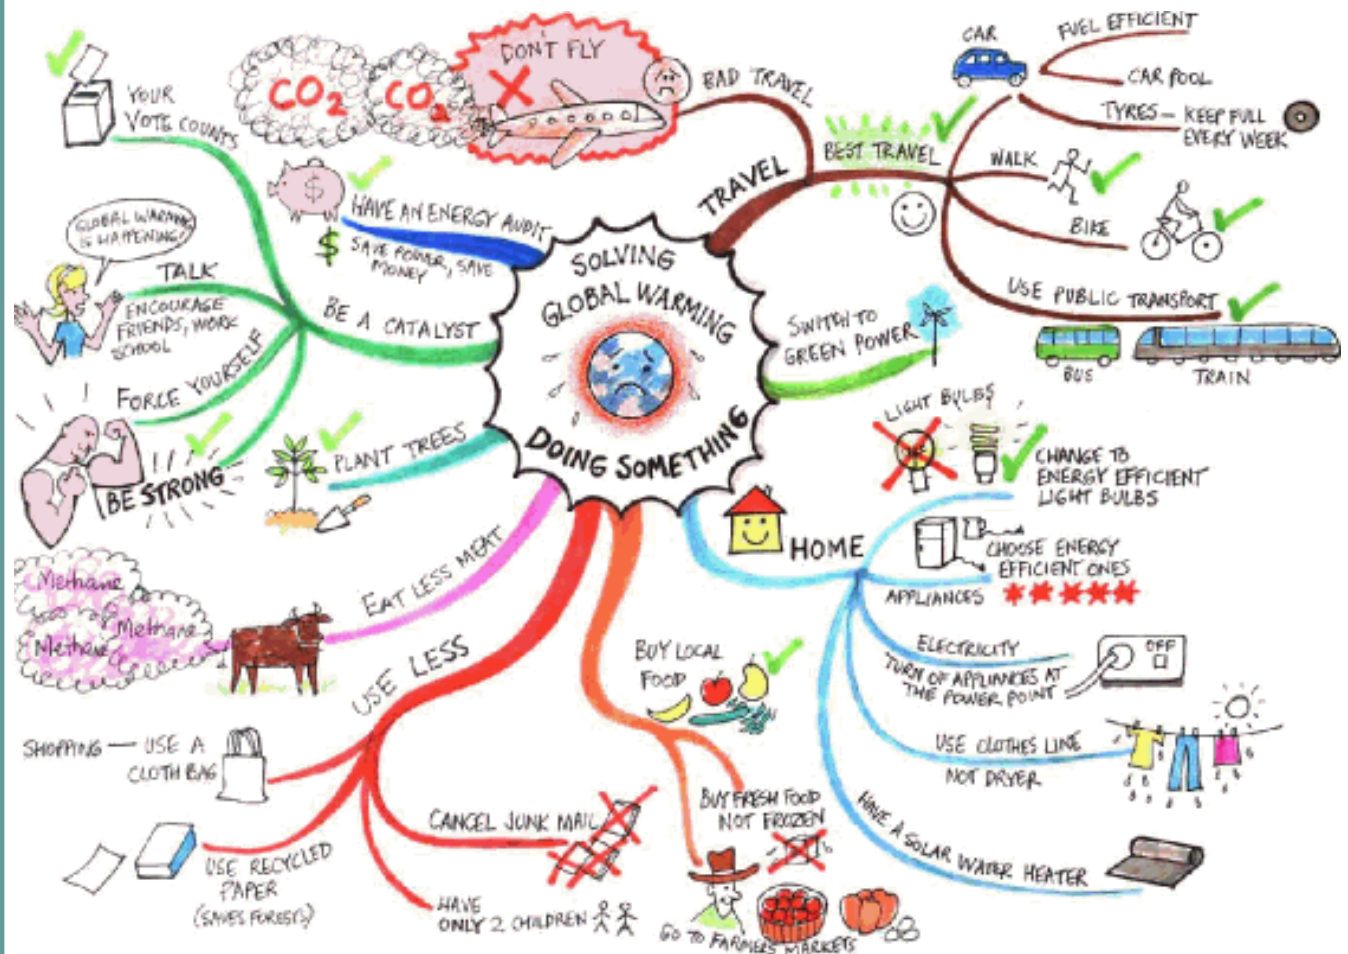 SOLVING
GLOBAL WARMING
DOING SOMETHING
TRAVEL
BAD TRAVEL
DON'T FLY
CO2
CO2
BEST TRAVEL
CAR
FUEL EFFICIENT
CAR POOL
TYRES - KEEP FULL
EVERY WEEK
WALK
BIKE
USE PUBLIC TRANSPORT
BUS
TRAIN
SWITCH TO
GREEN POWER
HOME
LIGHT BULBS
CHANGE TO
ENERGY EFFICIENT
LIGHT BULBS
CHOOSE ENERGY
EFFICIENT ONES
APPLIANCES
ELECTRICITY
TURN OF APPLIANCES AT
THE POWER POINT
OFF
USE CLOTHES LINE
NOT DRYER
HAVE A SOLAR WATER HEATER
BUY LOCAL
FOOD
BUY FRESH FOOD
NOT FROZEN
GO TO FARMERS MARKETS
USE LESS
SHOPPING — USE A
CLOTH BAG
USE RECYCLED
PAPER
(SAVES FORESTS)
CANCEL JUNK MAIL
HAVE
ONLY 2 CHILDREN
EAT LESS MEAT
Methane
Methane
Methane
PLANT TREES
BE A CATALYST
YOUR
VOTE COUNTS
GLOBAL WARMING
IS HAPPENING!
TALK
ENCOURAGE
FRIENDS, WORK
SCHOOL
FORCE YOURSELF
BE STRONG
HAVE AN ENERGY AUDIT
SAVE POWER, SAVE
MONEY
$
$